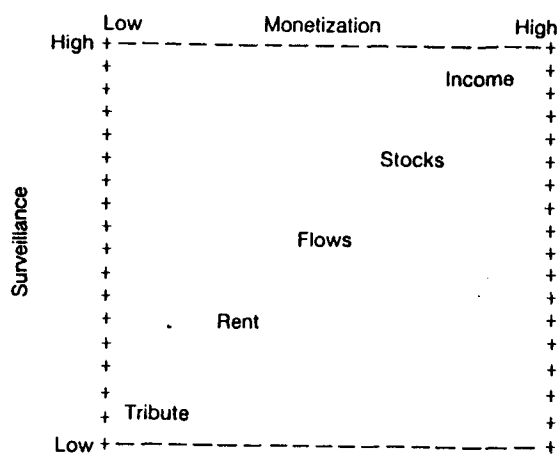 Low Monetization High
High
Income
Stocks
Surveillance
Flows
Rent
Tribute
Low